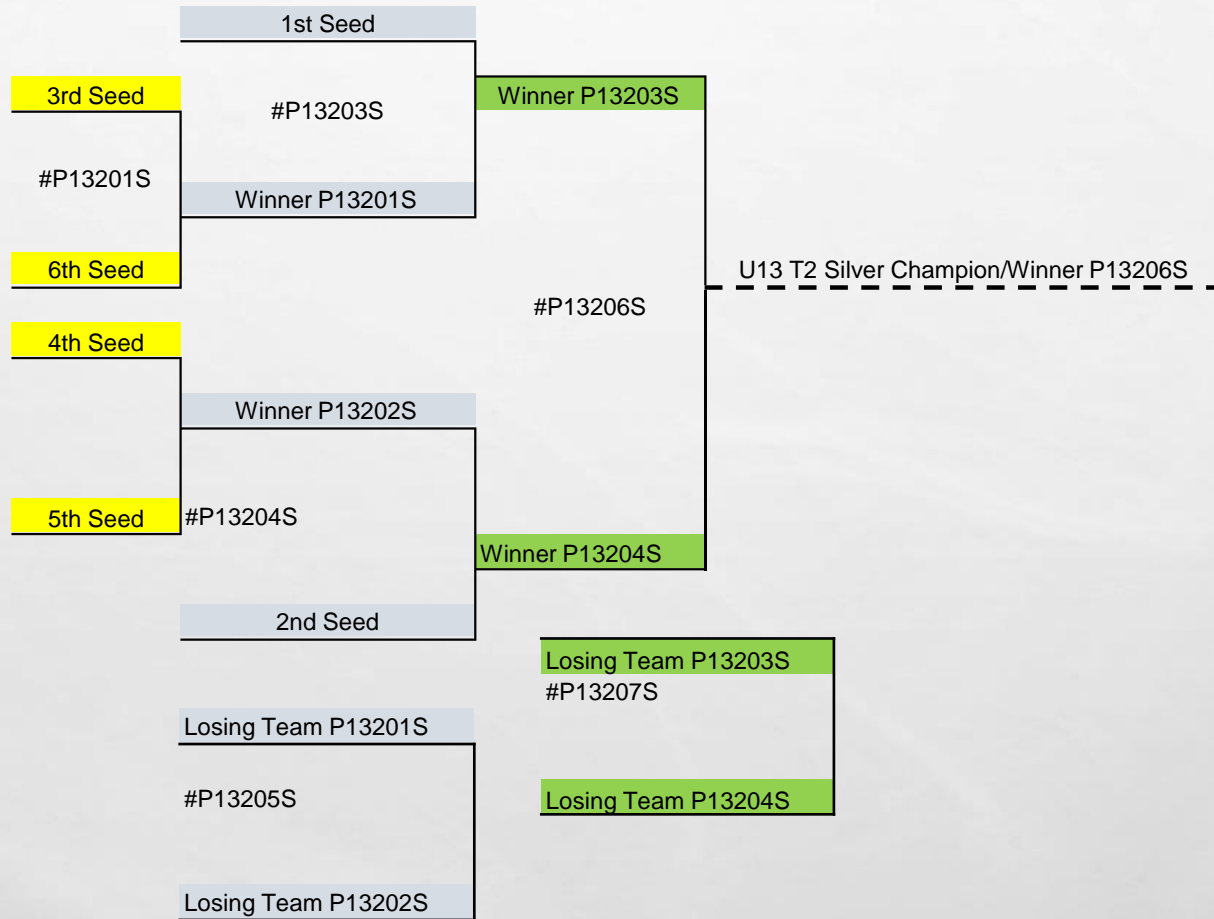 1st Seed
3rd Seed
#P13203S
Winner P13203S
#P13201S
Winner P13201S
6th Seed
U13 T2 Silver Champion/Winner P13206S
#P13206S
4th Seed
Winner P13202S
5th Seed
#P13204S
Winner P13204S
2nd Seed
Losing Team P13203S
#P13207S
Losing Team P13201S
#P13205S
Losing Team P13204S
Losing Team P13202S